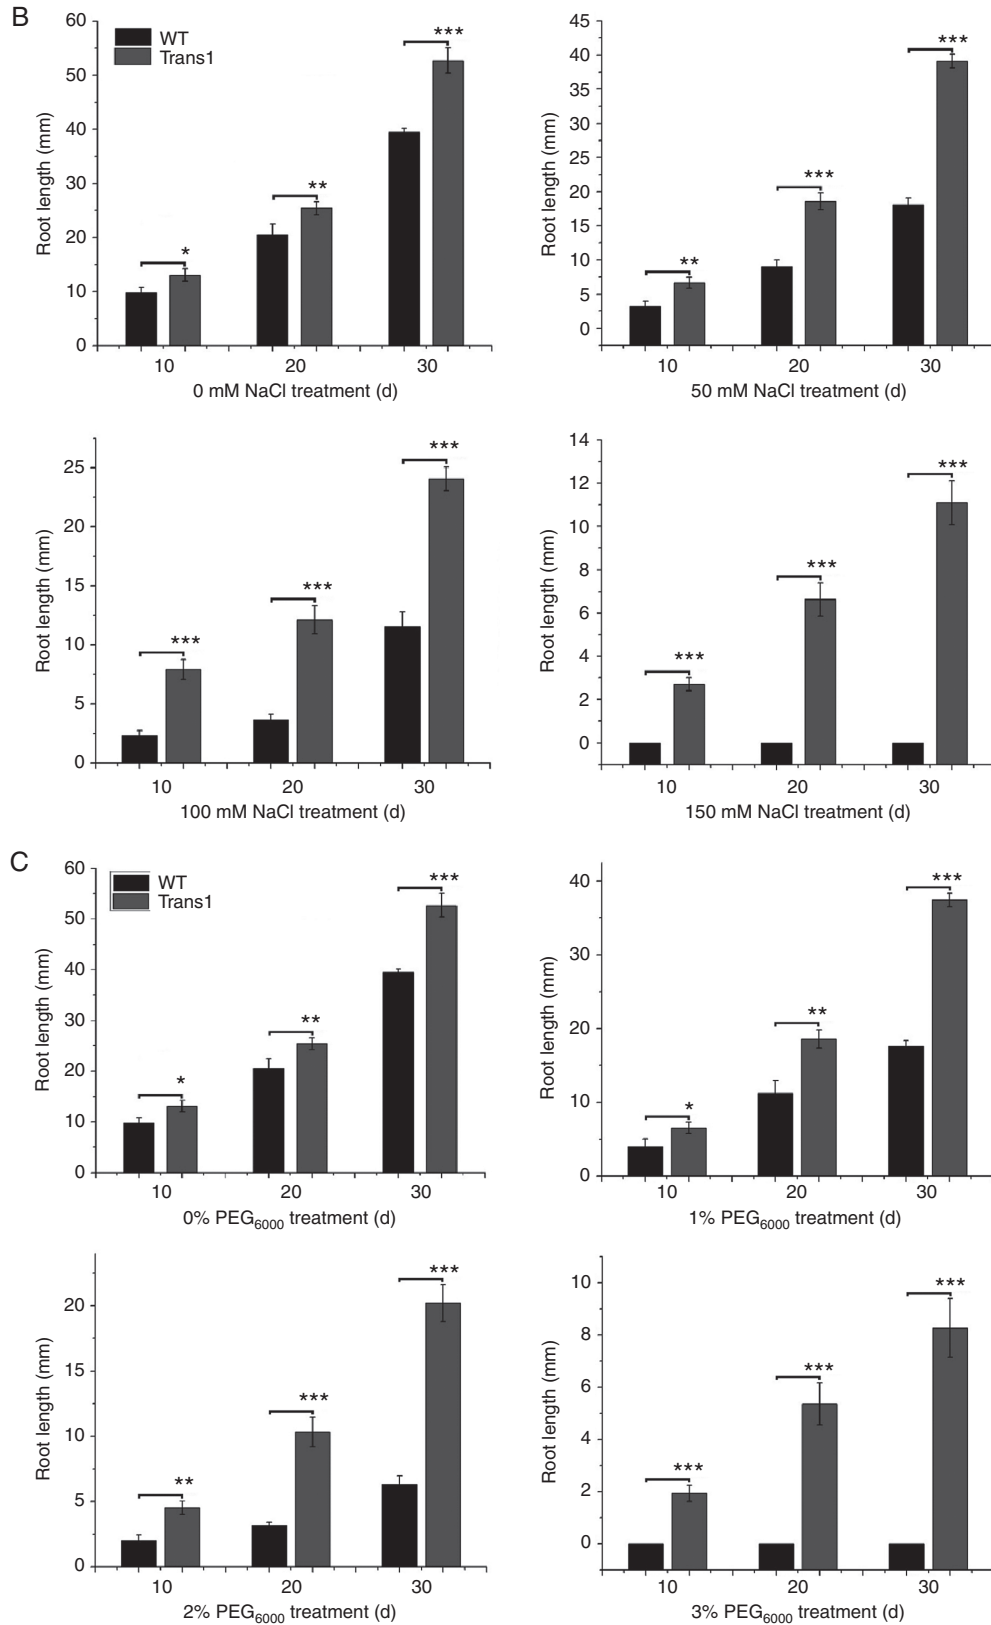 B
60
50
40
30
20
10
0
Root length (mm)
WT
Trans1
*
**
***
10 20 30
0 mM NaCl treatment (d)
45
40
35
30
25
20
15
10
5
0
Root length (mm)
**
***
***
10 20 30
50 mM NaCl treatment (d)
25
20
15
10
5
0
Root length (mm)
***
***
***
10 20 30
100 mM NaCl treatment (d)
14
12
10
8
6
4
2
0
Root length (mm)
***
***
***
10 20 30
150 mM NaCl treatment (d)
C
60
50
40
30
20
10
0
Root length (mm)
WT
Trans1
*
**
***
10 20 30
0% PEG6000 treatment (d)
40
30
20
10
0
Root length (mm)
*
**
***
10 20 30
1% PEG6000 treatment (d)
20
15
10
5
0
Root length (mm)
**
***
***
10 20 30
2% PEG6000 treatment (d)
10
8
6
4
2
0
Root length (mm)
***
***
***
10 20 30
3% PEG6000 treatment (d)